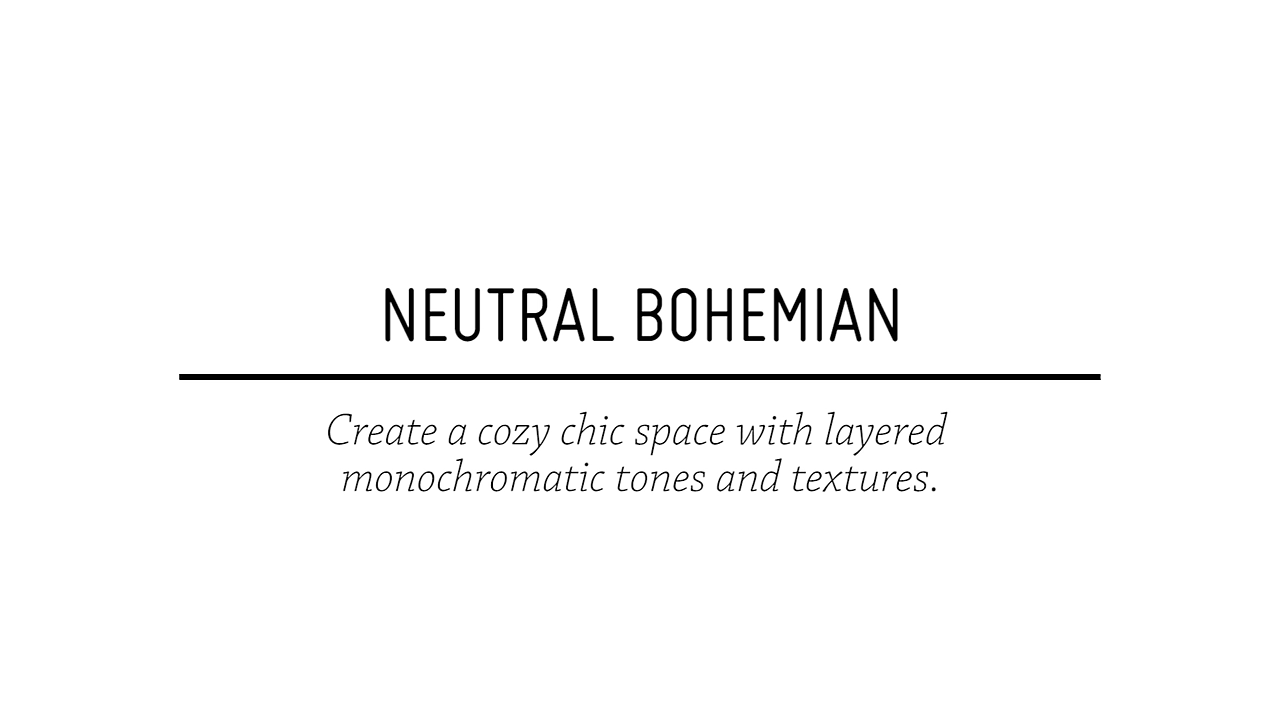 NEUTRAL BOHEMIAN
Create a cozy chic space with layered
monochromatic tones and textures.